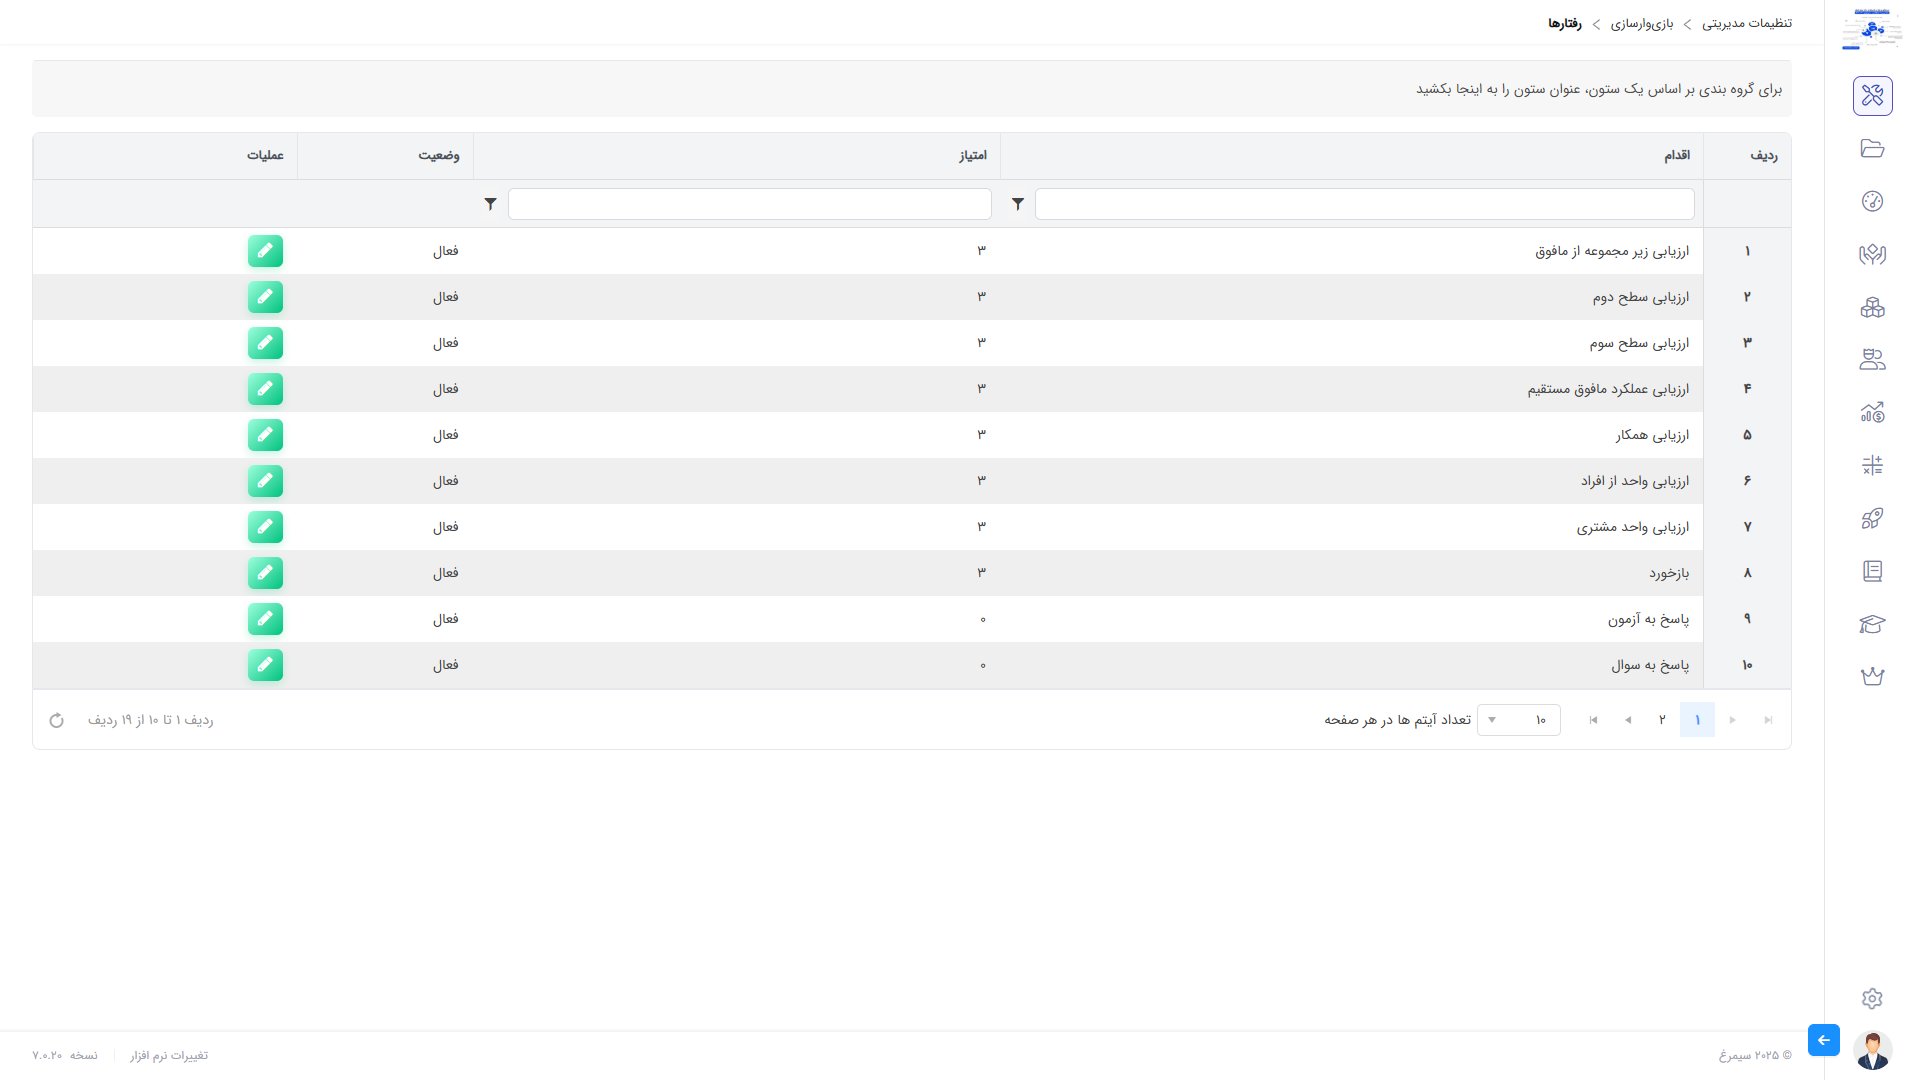 تنظیمات مدیریتی > بازی‌وارسازی > رفتارها
برای گروه بندی بر اساس یک ستون، عنوان ستون را به اینجا بکشید
ردیف اقدام امتیاز وضعیت عملیات
۱ ارزیابی زیر مجموعه از مافوق ۳ فعال
۲ ارزیابی سطح دوم ۳ فعال
۳ ارزیابی سطح سوم ۳ فعال
۴ ارزیابی عملکرد مافوق مستقیم ۳ فعال
۵ ارزیابی همکار ۳ فعال
۶ ارزیابی واحد از افراد ۳ فعال
۷ ارزیابی واحد مشتری ۳ فعال
۸ بازخورد ۳ فعال
۹ پاسخ به آزمون ۰ فعال
۱۰ پاسخ به سوال ۰ فعال
۱ ۲ ۱۰ تعداد آیتم ها در هر صفحه ردیف ۱ تا ۱۰ از ۱۹ ردیف
© ۲۰۲۵ سیمرغ تغییرات نرم افزار نسخه ۷.۰.۲۰